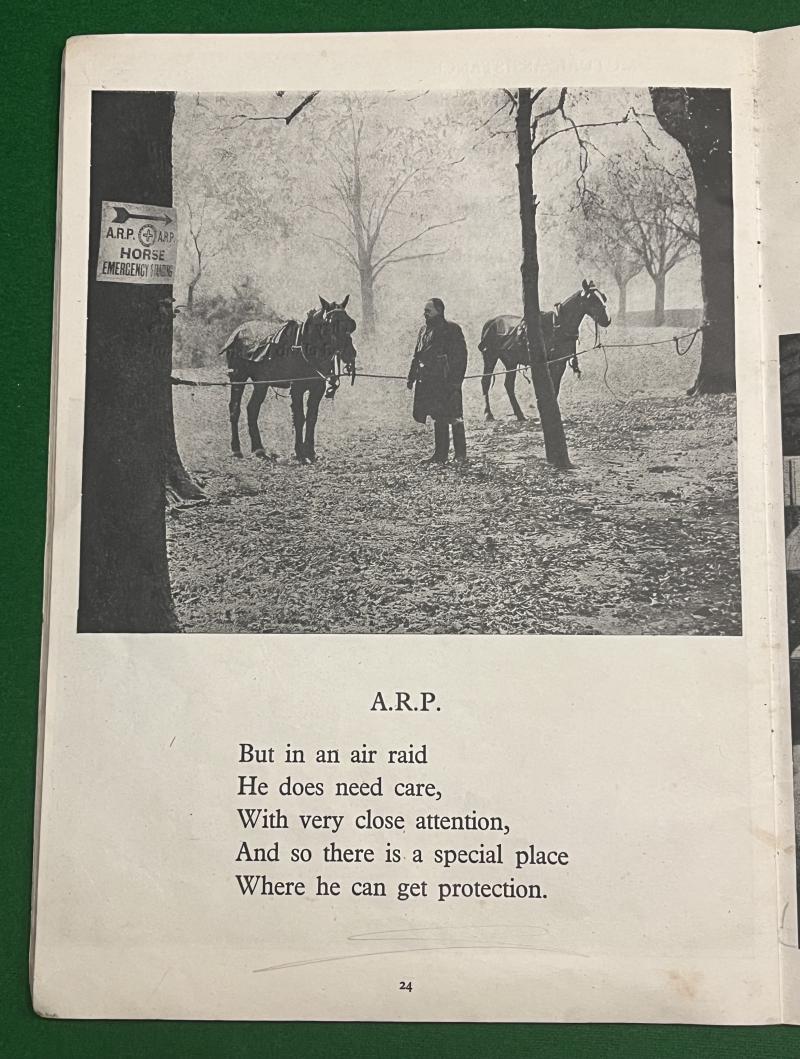 A.R.P. A.R.P.
HORSE
EMERGENCY STANDING
A.R.P.
But in an air raid
He does need care,
With very close attention,
And so there is a special place
Where he can get protection.
24